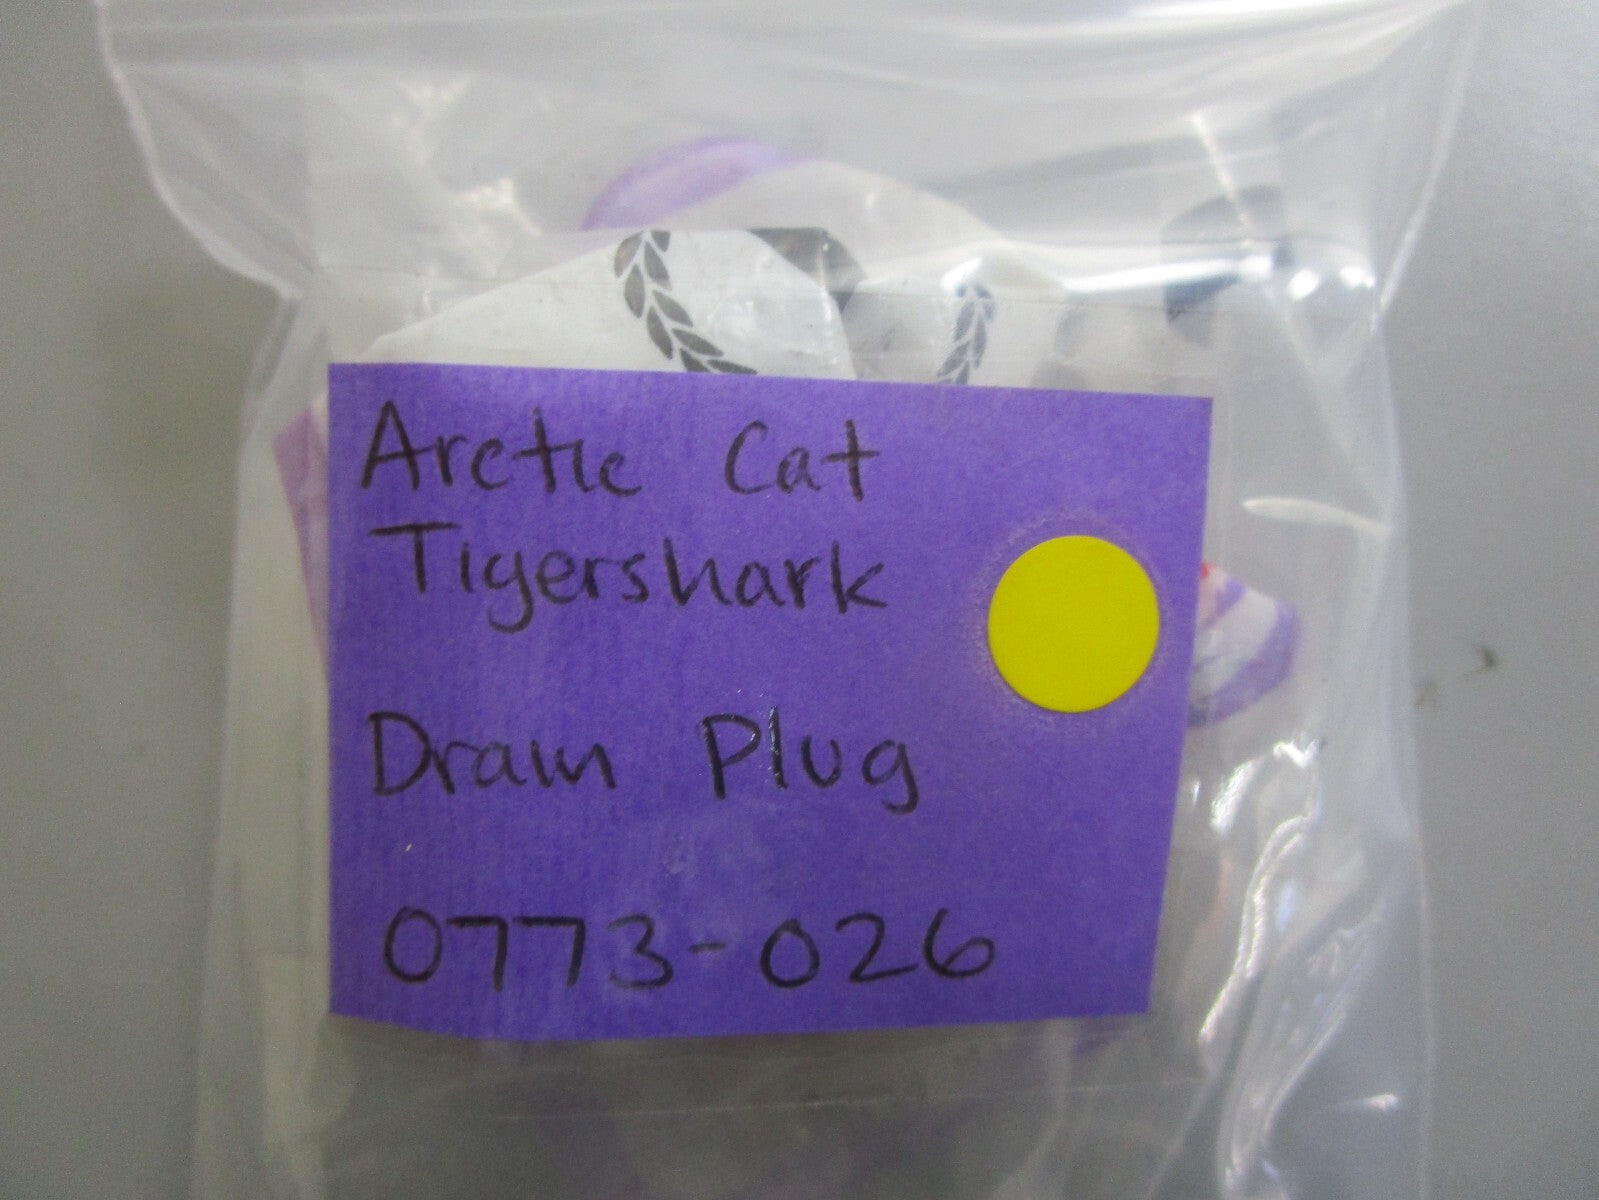 Arctic Cat
Tigershark
Drain Plug
0773-026